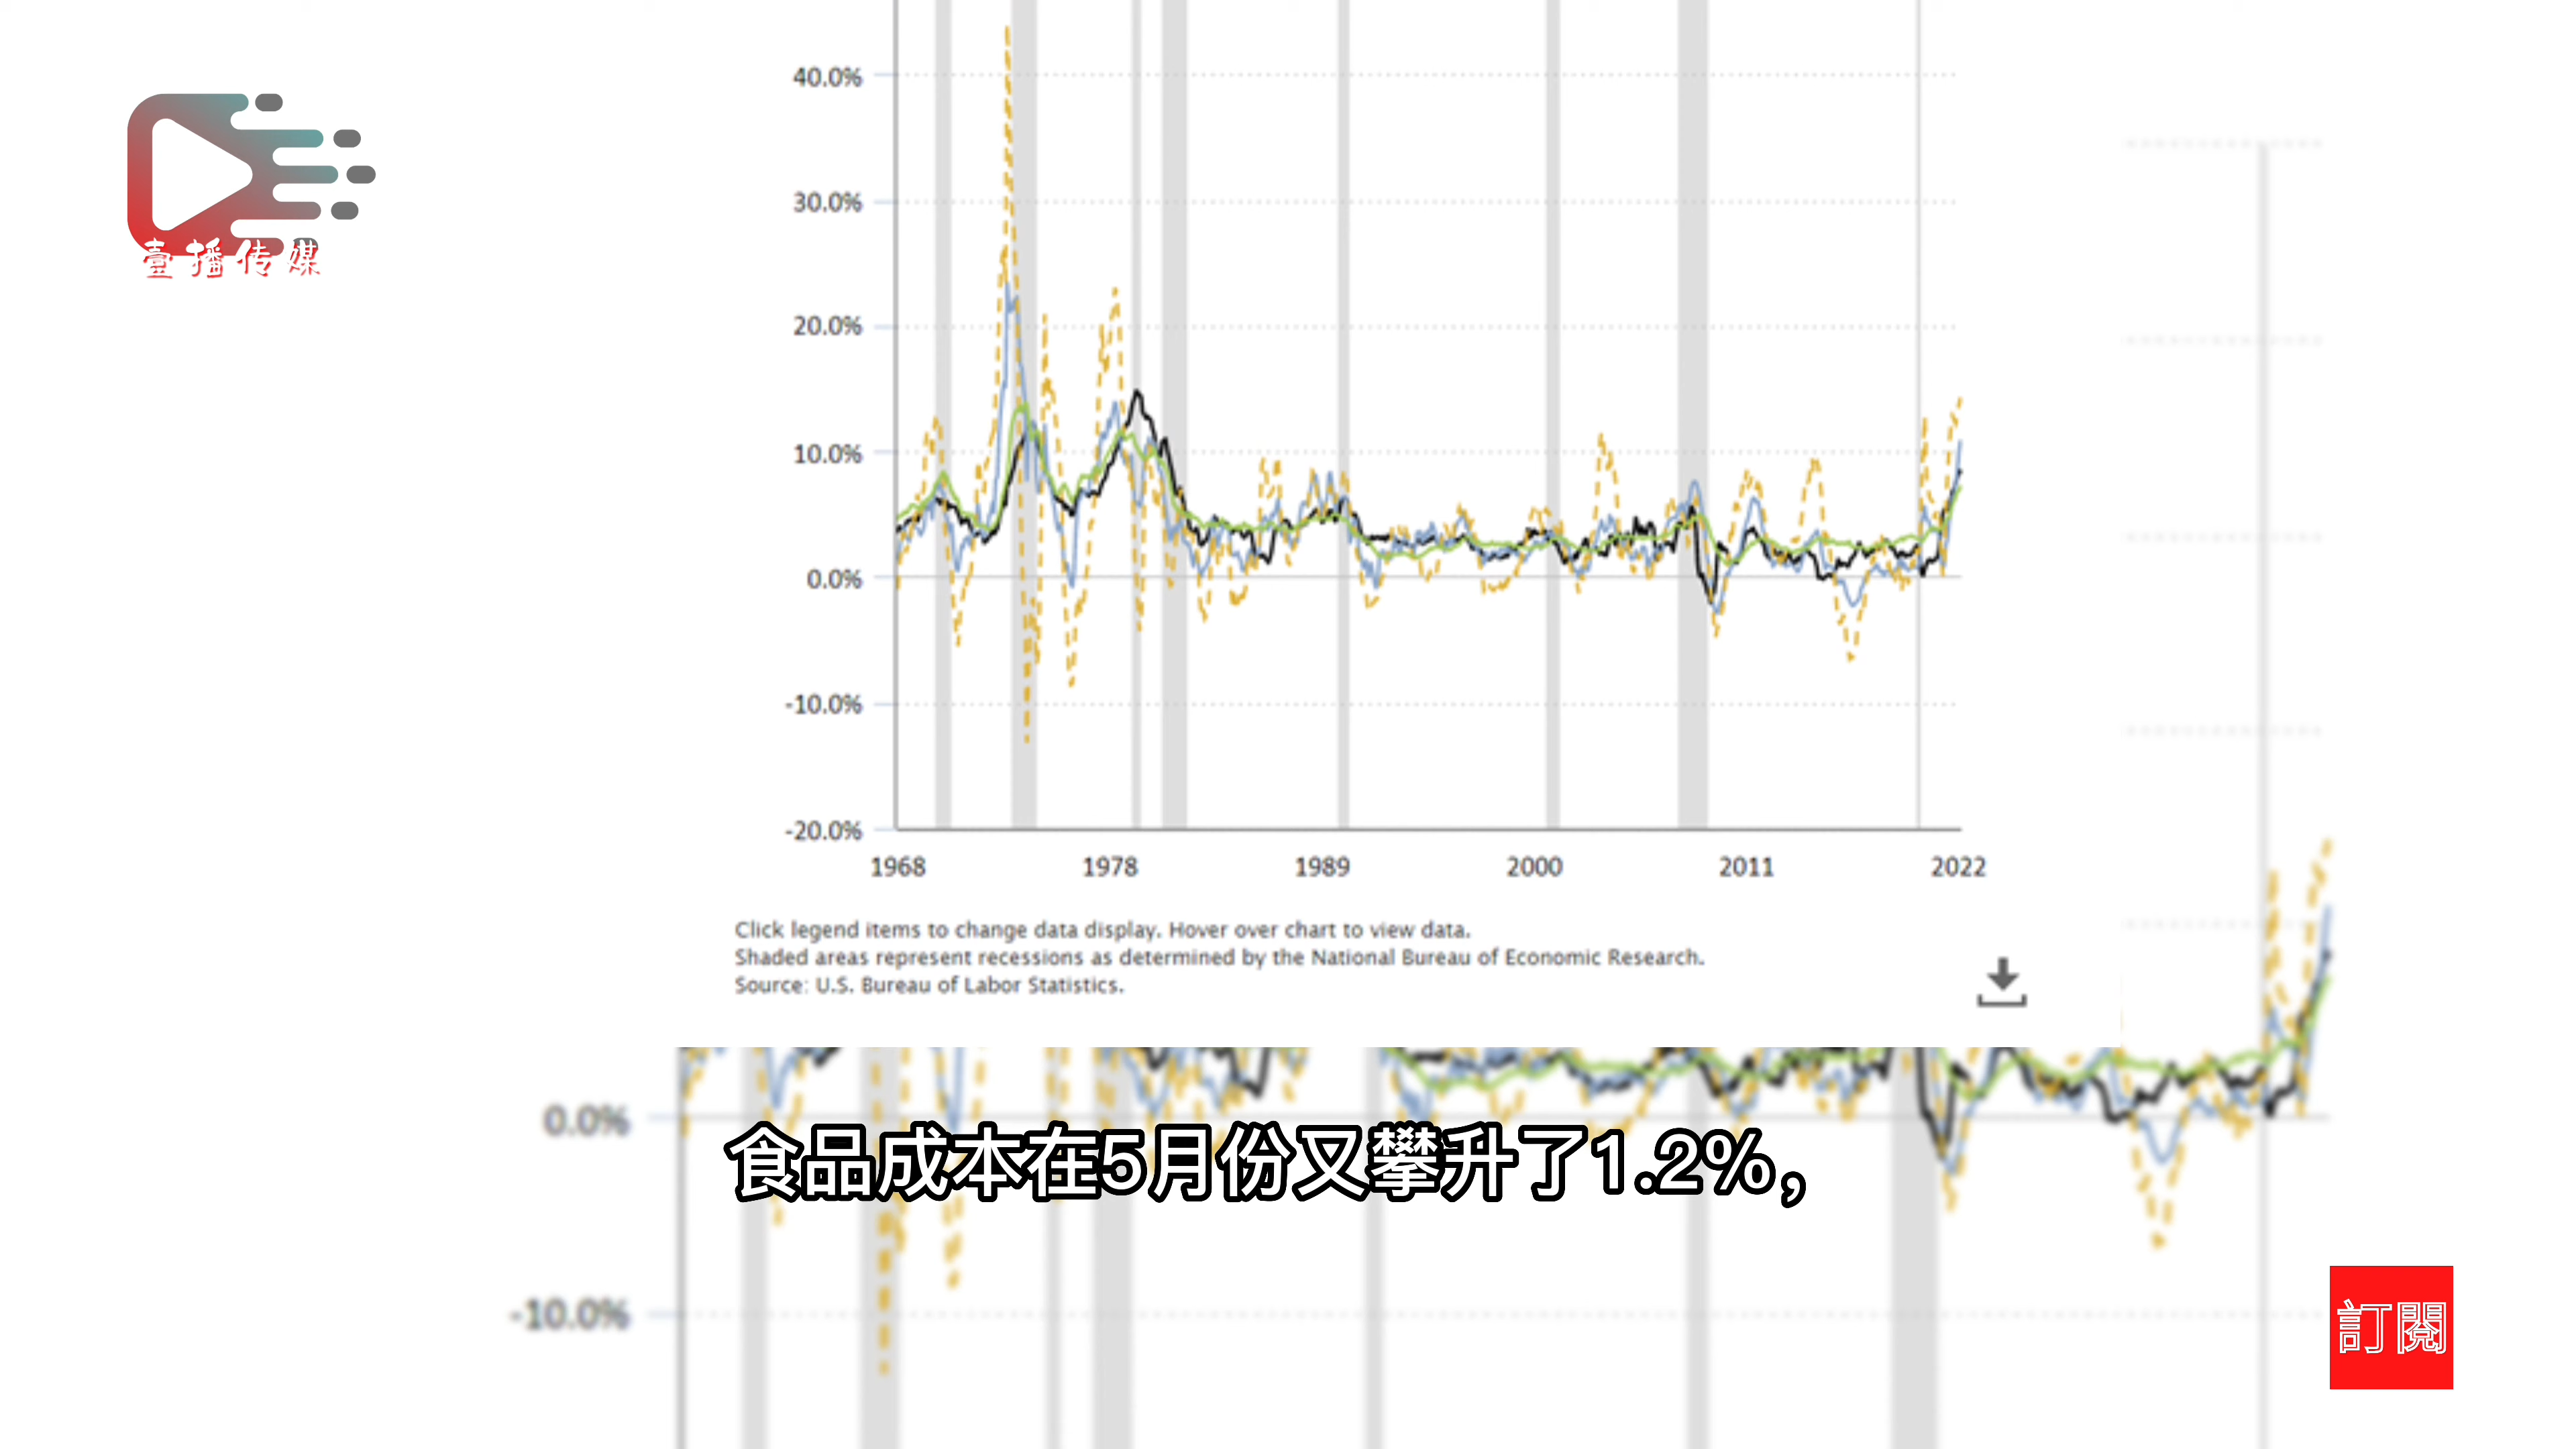 壹播传媒
40.0%
30.0%
20.0%
10.0%
0.0%
-10.0%
-20.0%
1968 1978 1989 2000 2011 2022
Click legend items to change data display. Hover over chart to view data.
Shaded areas represent recessions as determined by the National Bureau of Economic Research.
Source: U.S. Bureau of Labor Statistics.
0.0%
食品成本在5月份又攀升了1.2%,
-10.0%
訂閱